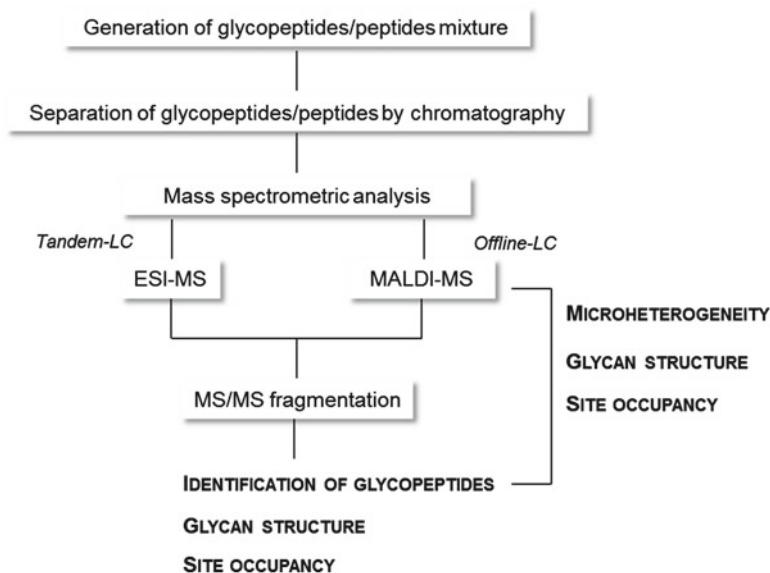 Generation of glycopeptides/peptides mixture
Separation of glycopeptides/peptides by chromatography
Mass spectrometric analysis
Tandem-LC
Offline-LC
ESI-MS
MALDI-MS
MICROHETEROGENEITY
GLYCAN STRUCTURE
SITE OCCUPANCY
MS/MS fragmentation
IDENTIFICATION OF GLYCOPEPTIDES
GLYCAN STRUCTURE
SITE OCCUPANCY